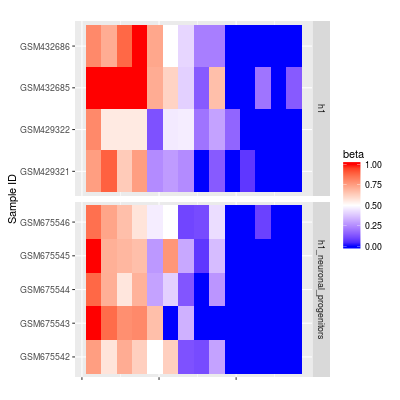 GSM432686
GSM432685
GSM429322
GSM429321
h1
GSM675546
GSM675545
GSM675544
GSM675543
GSM675542
h1_neuronal_progenitors
Sample ID
beta
1.00
0.75
0.50
0.25
0.00